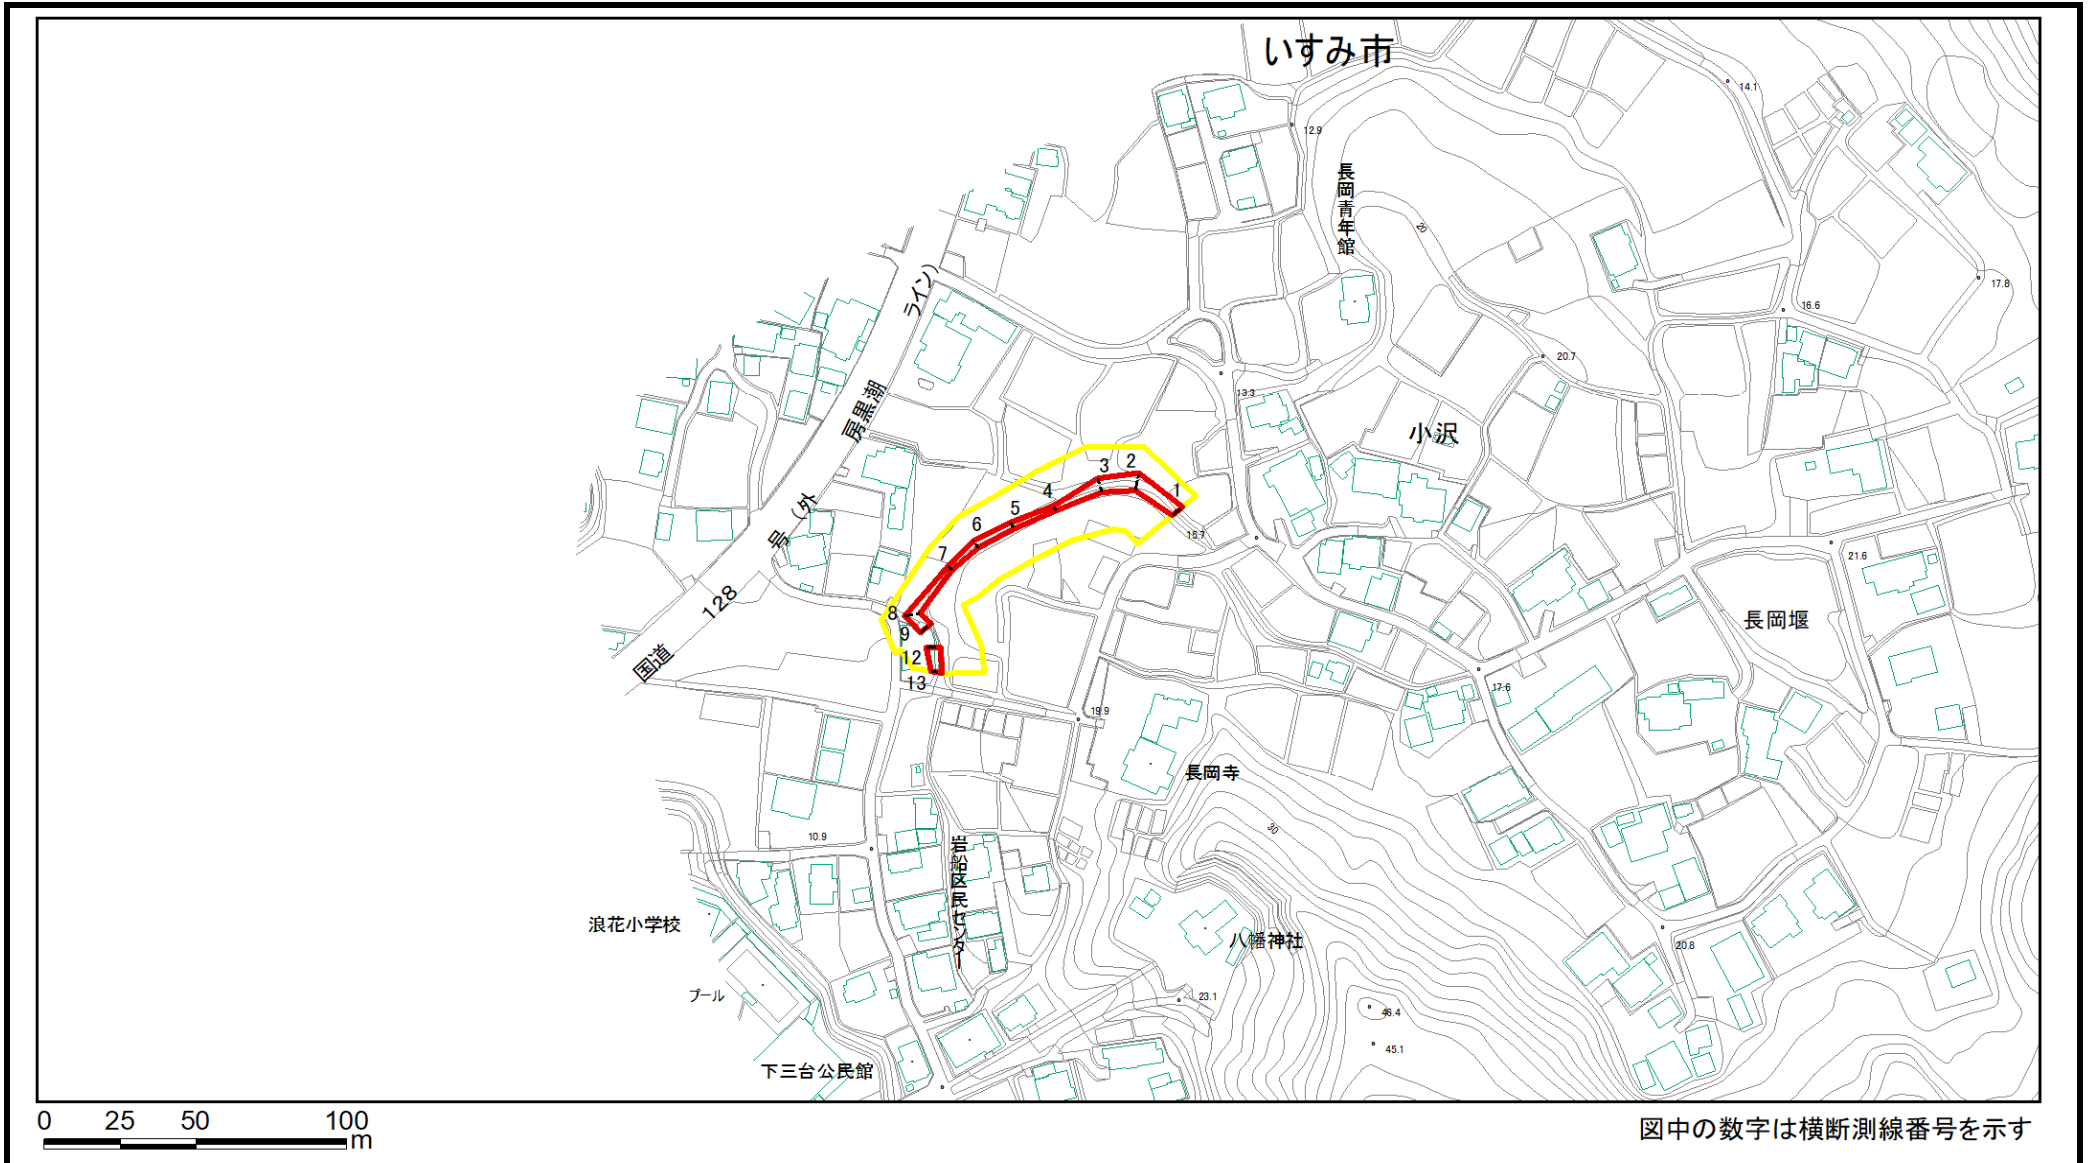 いすみ市
14.1
12.9
長岡青年館
20
17.8
16.6
ライン）
20.7
13.3
房黒潮
小沢
号（外
3
2
1
4
5
6
7
15.7
21.6
128
8
9
長岡堰
国道
12
13
17.6
19.9
長岡寺
30
10.9
岩船区民センター
浪花小学校
八幡神社
20.8
プール
23.1
46.4
45.1
下三台公民館
0 25 50 100
m
図中の数字は横断測線番号を示す